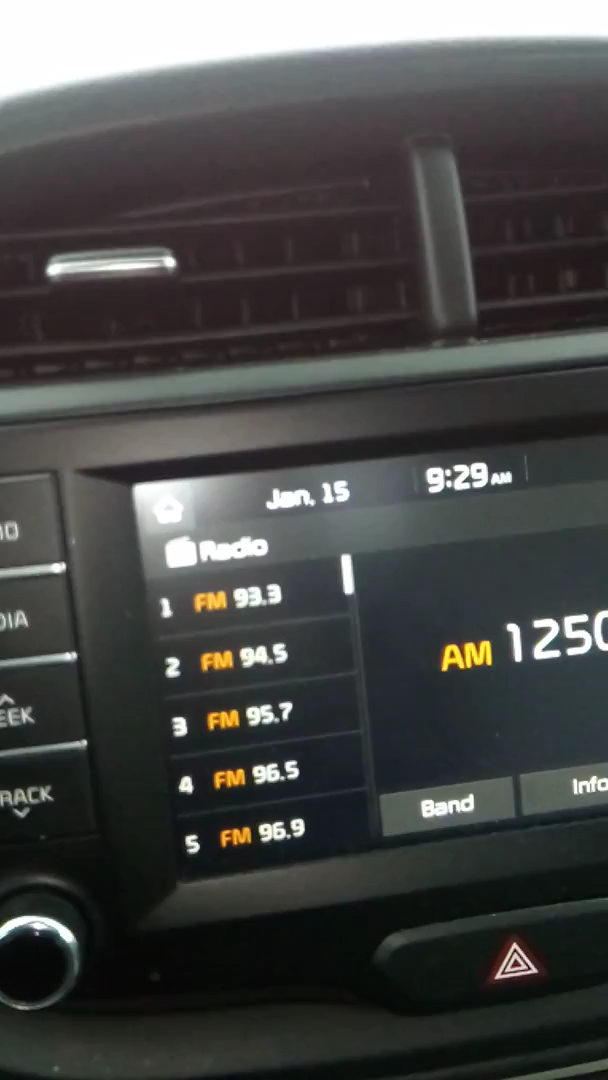 Jan, 15 9:29 AM
Radio
1 FM 93.3
2 FM 94.5
3 FM 95.7
4 FM 96.5
5 FM 96.9
AM 1250
Band Info
IO
DIA
EEK
RACK